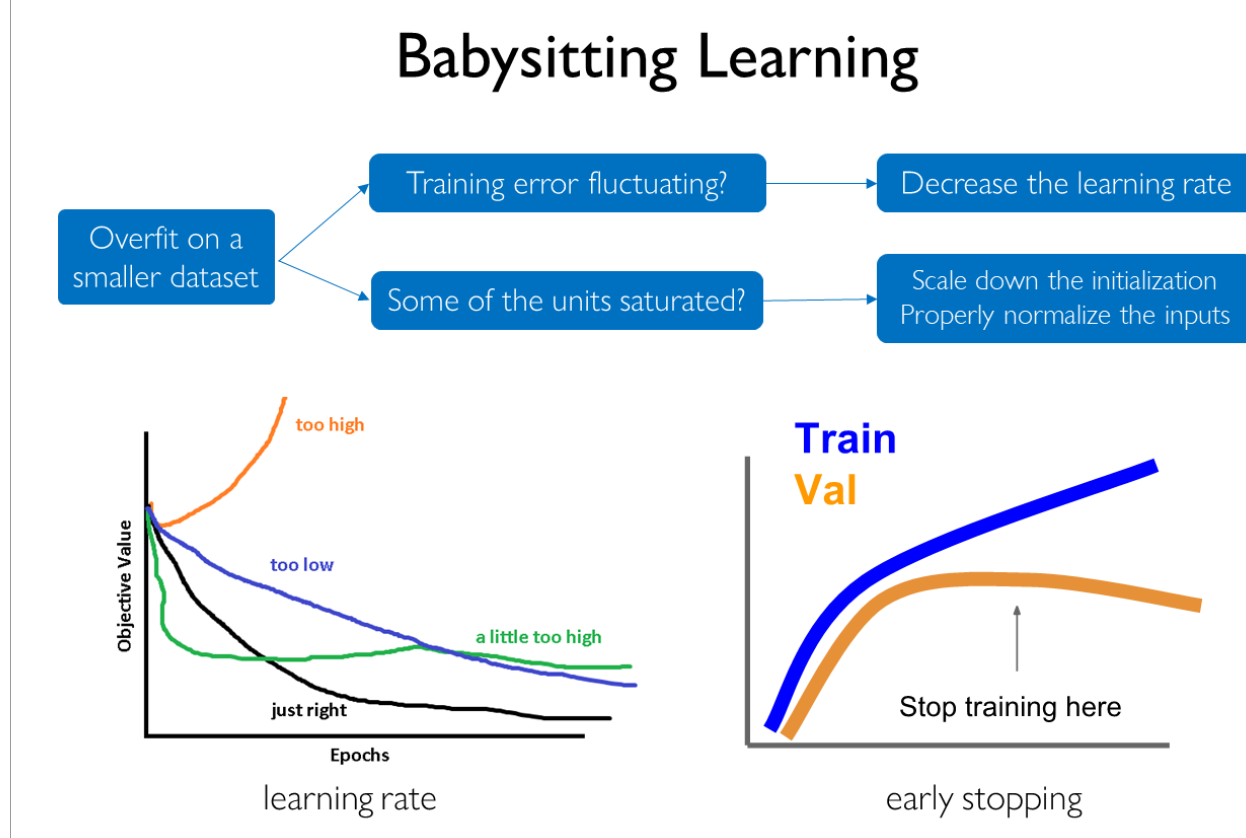 Babysitting Learning
Overfit on a
smaller dataset
Training error fluctuating?
Decrease the learning rate
Some of the units saturated?
Scale down the initialization
Properly normalize the inputs
too high
too low
a little too high
just right
Objective Value
Epochs
learning rate
Train
Val
Stop training here
early stopping